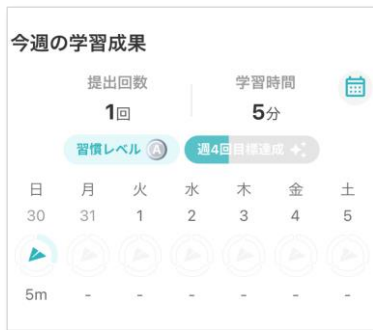 今週の学習成果
提出回数 学習時間
1回 5分
習慣レベル A 週4回目標達成
日 月 火 水 木 金 土
30 31 1 2 3 4 5
5m - - - - - -